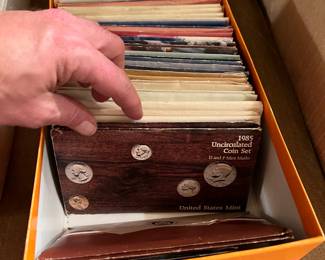 1985
Uncirculated
Coin Set
D and P Mint Marks
United States Mint